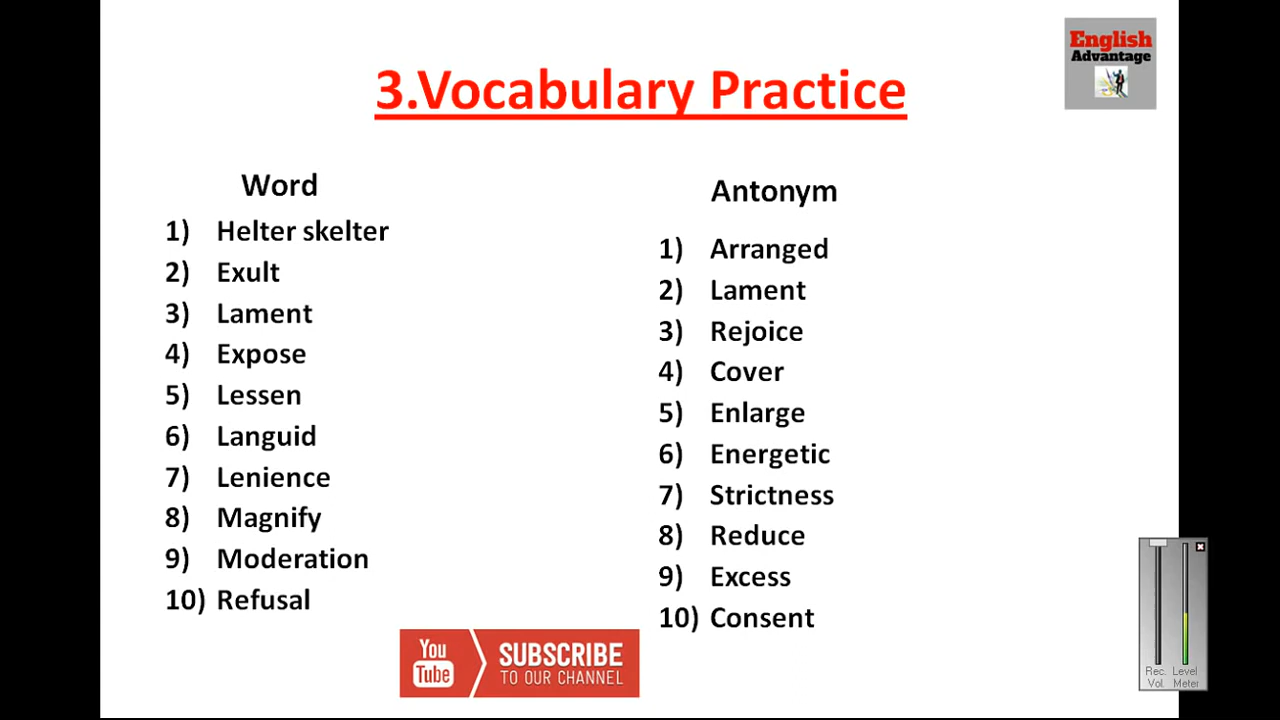 English
Advantage
3.Vocabulary Practice
Word
1) Helter skelter
2) Exult
3) Lament
4) Expose
5) Lessen
6) Languid
7) Lenience
8) Magnify
9) Moderation
10) Refusal
Antonym
1) Arranged
2) Lament
3) Rejoice
4) Cover
5) Enlarge
6) Energetic
7) Strictness
8) Reduce
9) Excess
10) Consent
You
Tube
SUBSCRIBE
TO OUR CHANNEL
Rec. Level
Vol. Meter